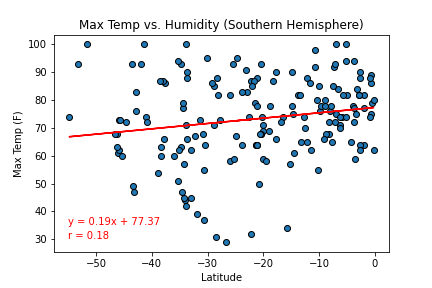 Max Temp vs. Humidity (Southern Hemisphere)
100
90
80
70
60
50
40
30
Max Temp (F)
y = 0.19x + 77.37
r = 0.18
−50 −40 −30 −20 −10 0
Latitude